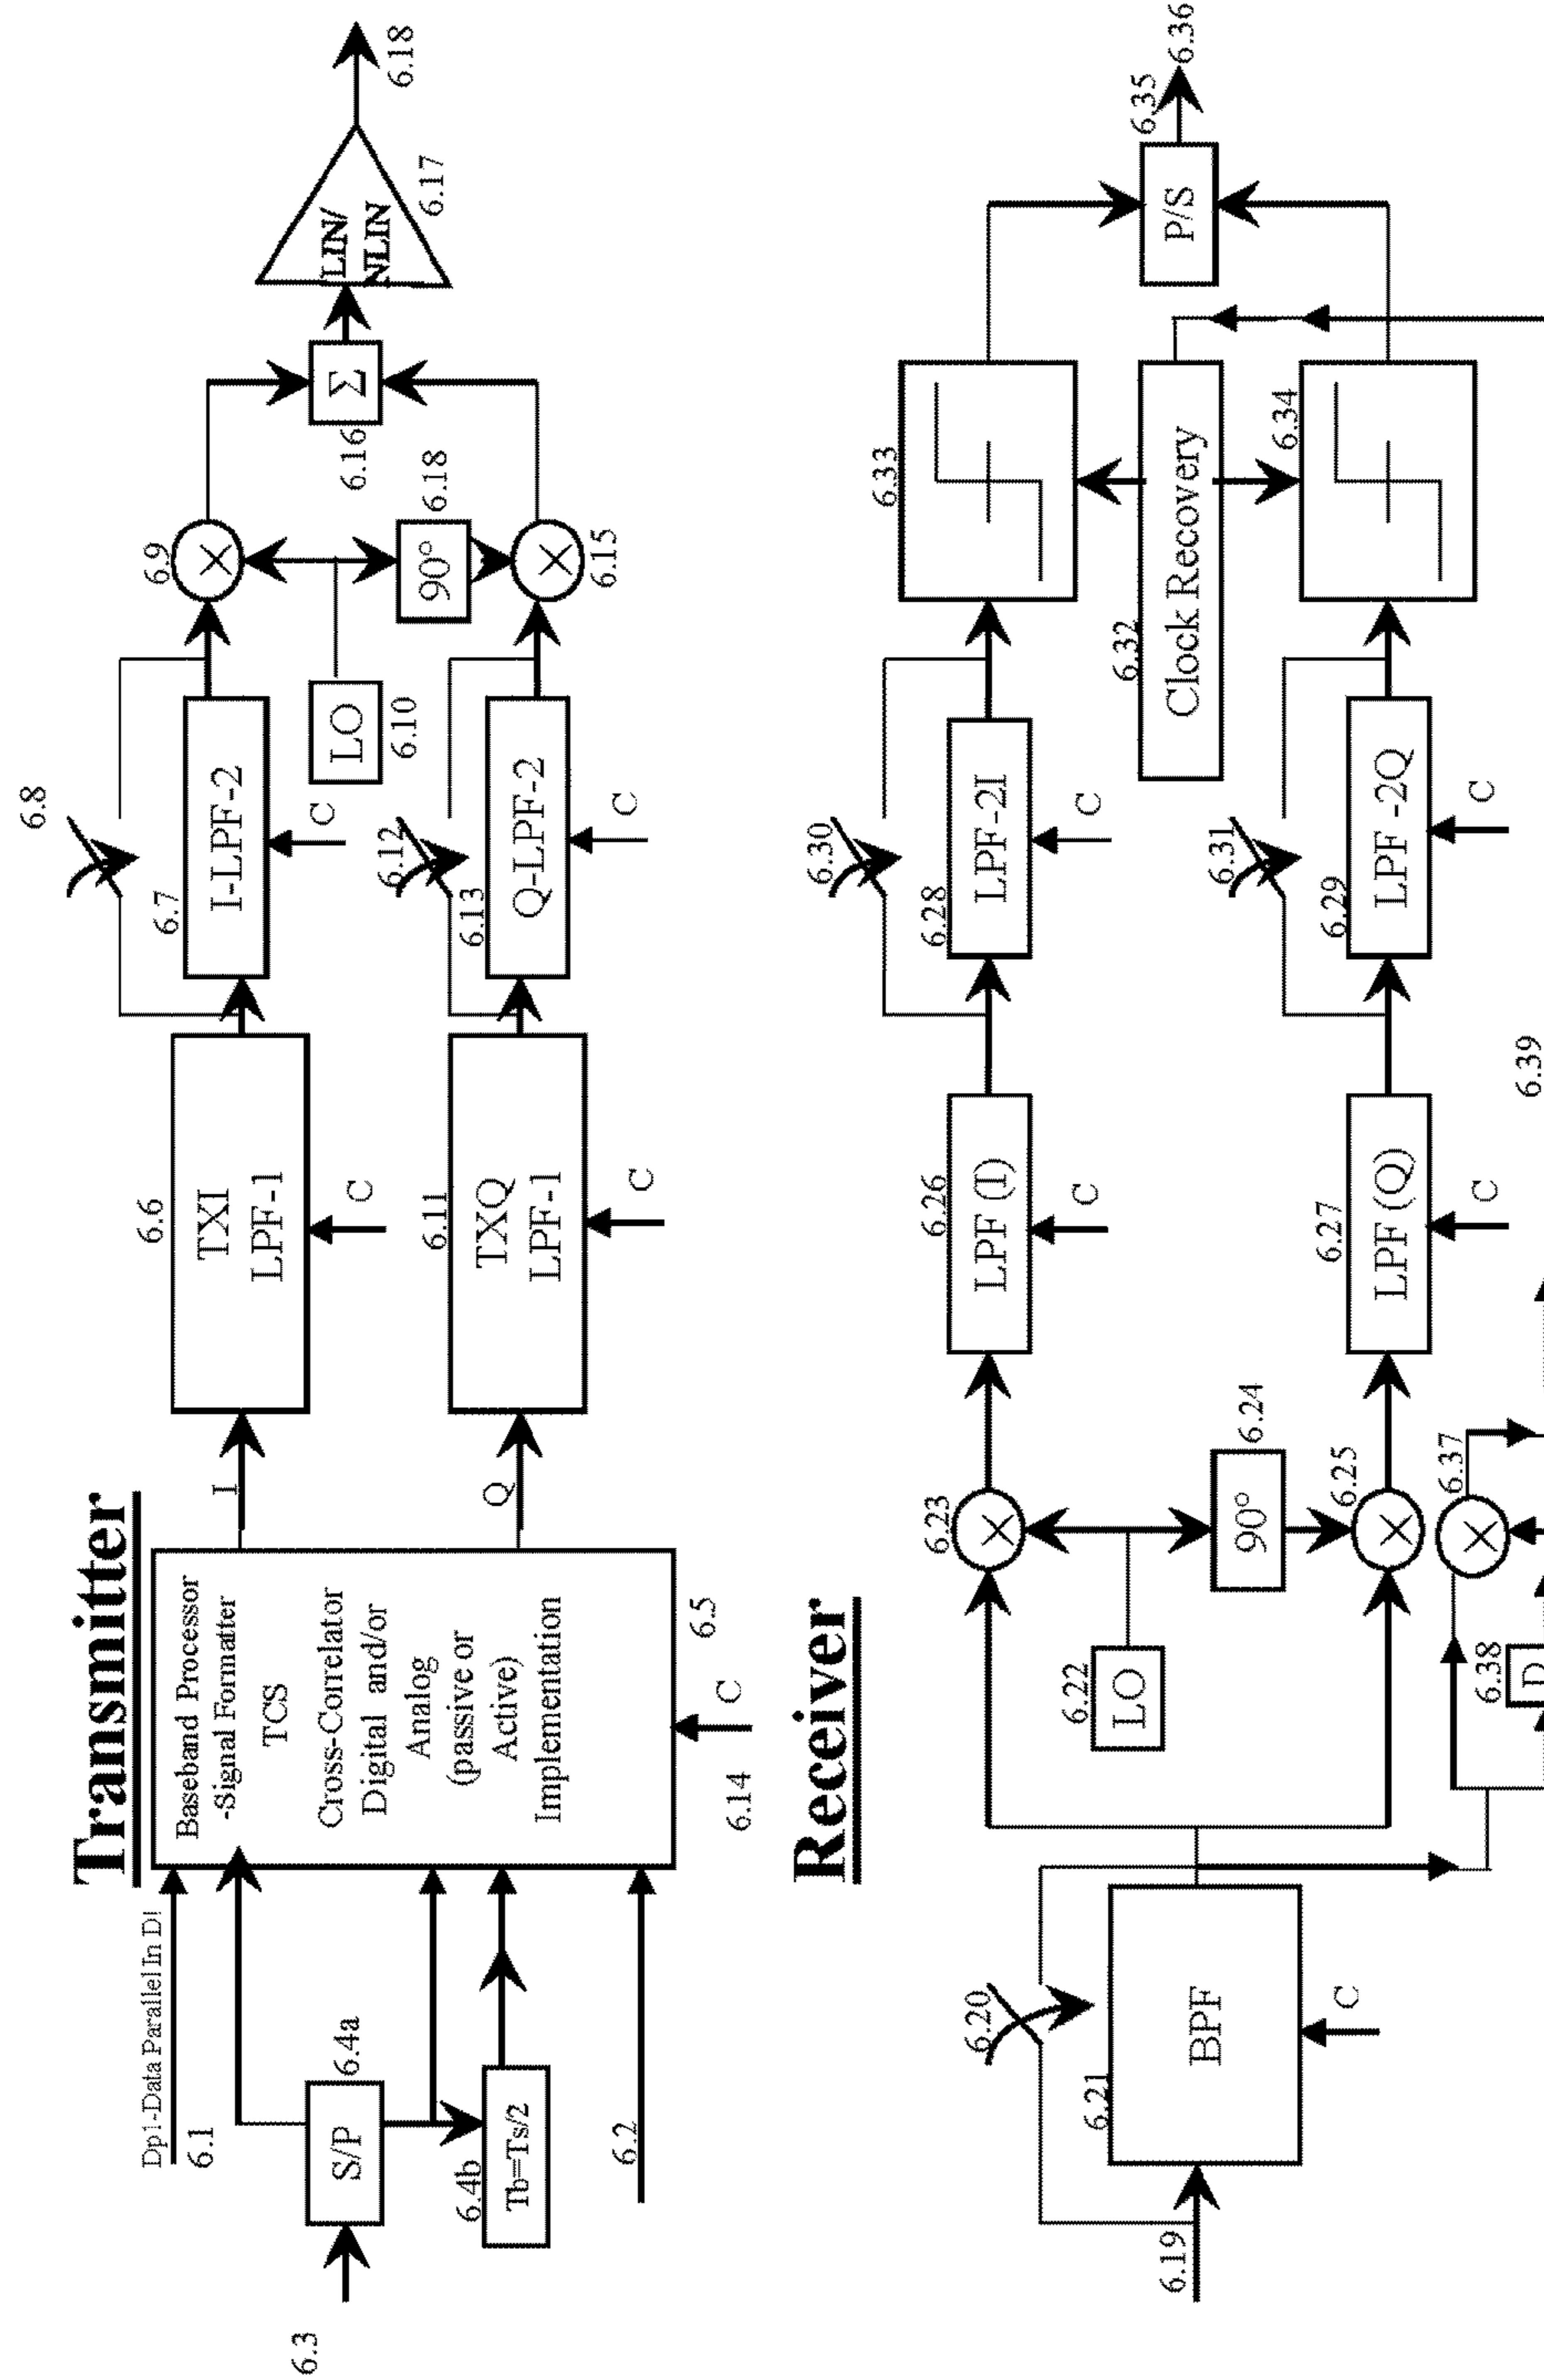 Transmitter
Dp1-Data Parallel In D!
6.1
6.3
S/P
6.4a
6.4b
Tb=Ts/2
6.2
Baseband Processor
-Signal Formatter
TCS
Cross-Correlator
Digital and/or
Analog
(passive or
Active)
Implementation
6.5
C
6.14
I
Q
6.6
TXI
LPF-1
C
6.11
TXQ
LPF-1
C
6.8
6.7
I-LPF-2
C
6.12
6.13
Q-LPF-2
C
LO
6.10
6.9
90°
6.18
6.15
Σ
6.16
LIN/
NLIN
6.17
6.18
Receiver
6.19
6.20
6.21
BPF
C
6.22
LO
6.23
90°
6.24
6.25
6.37
6.38
D
6.26
LPF (I)
C
6.27
LPF (Q)
C
6.39
6.30
6.28
LPF-2I
C
6.31
6.29
LPF -2Q
C
6.32
Clock Recovery
6.33
6.34
P/S
6.35
6.36